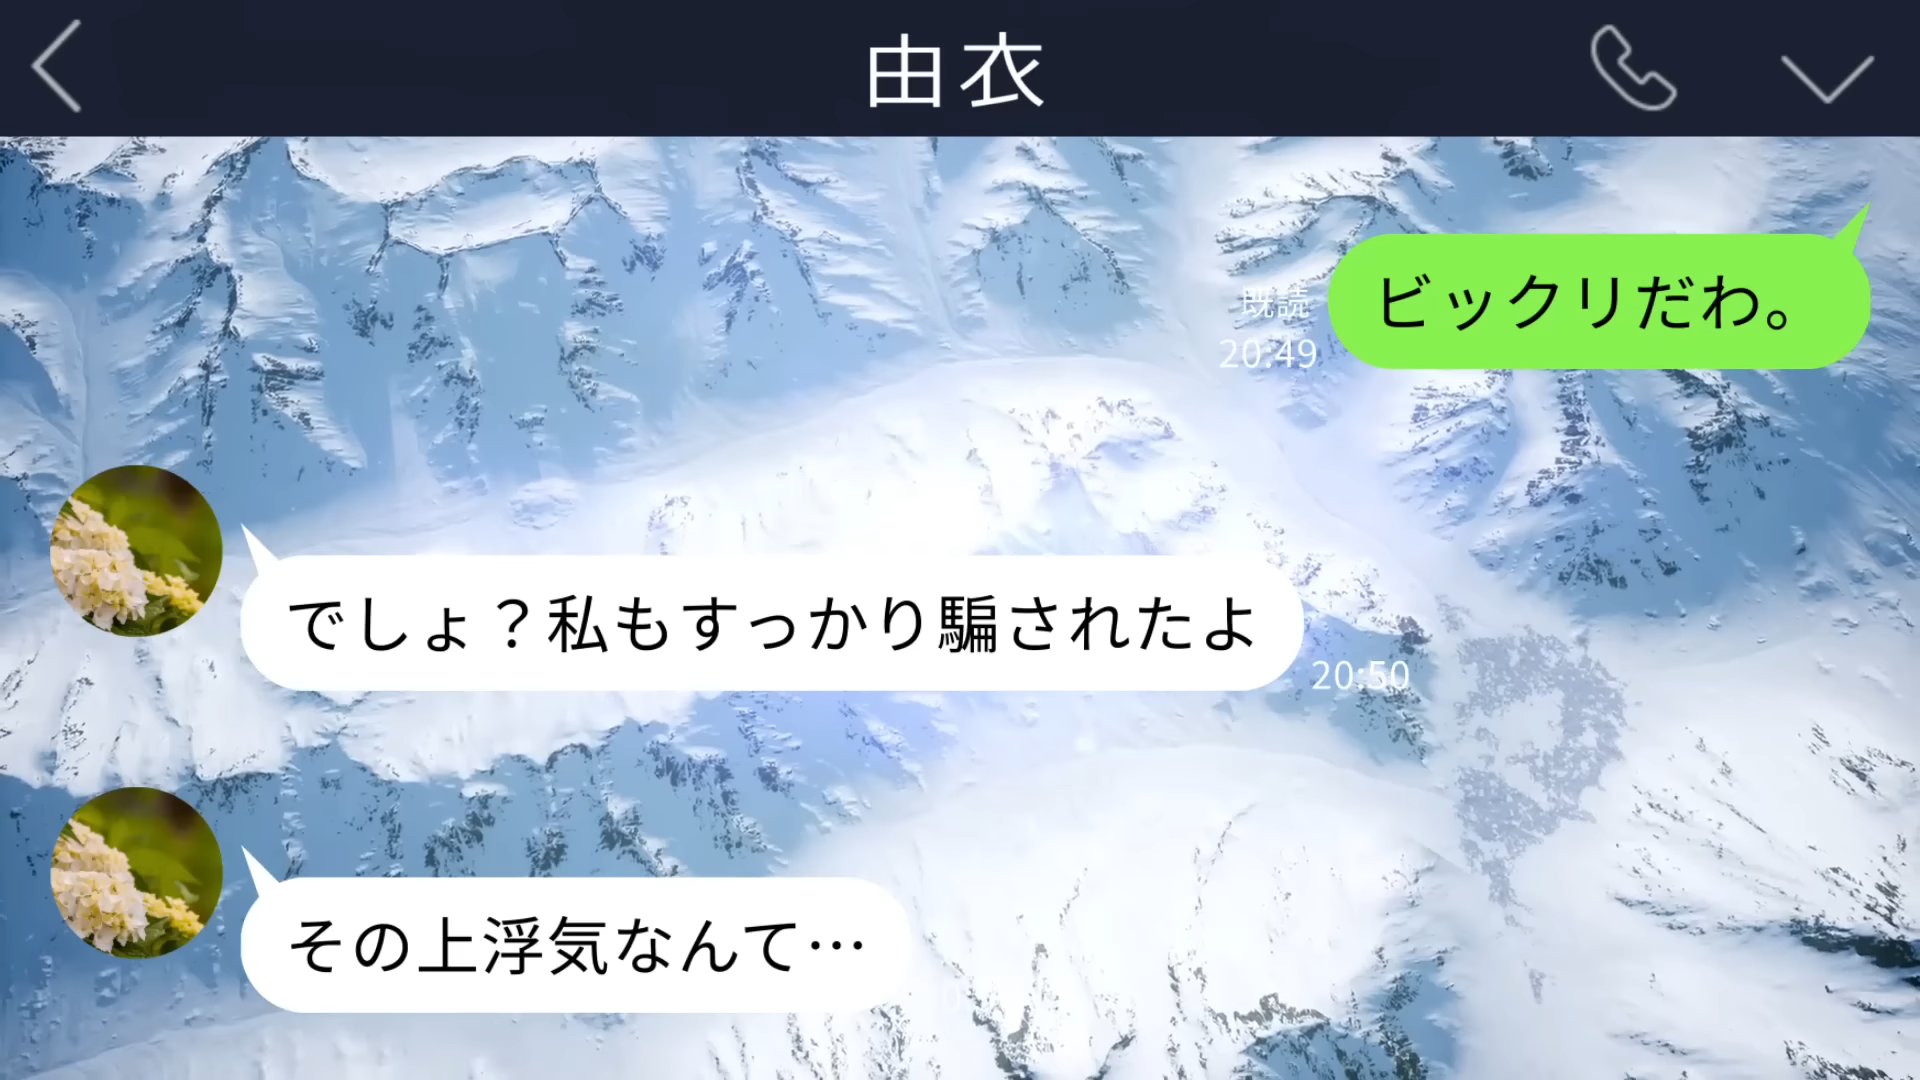 由衣
ビックリだわ。
既読
20:49
でしょ？私もすっかり騙されたよ
20:50
その上浮気なんて…